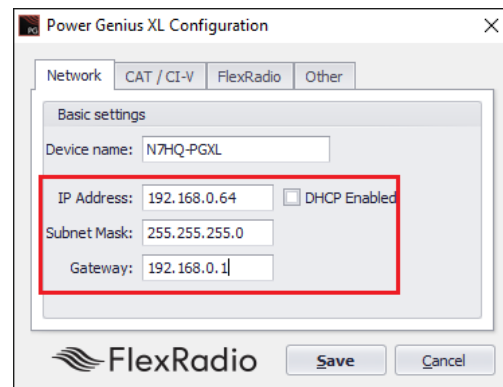 PG
Power Genius XL Configuration
Network CAT / CI-V FlexRadio Other
Basic settings
Device name: N7HQ-PGXL
IP Address: 192.168.0.64 DHCP Enabled
Subnet Mask: 255.255.255.0
Gateway: 192.168.0.1
FlexRadio Save Cancel